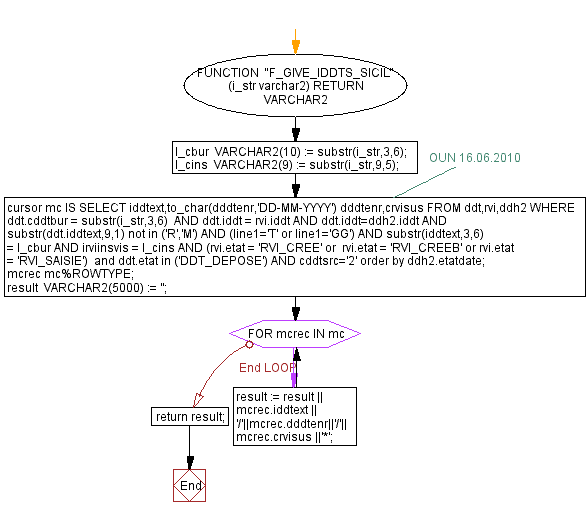 FUNCTION "F_GIVE_IDDTS_SICIL"
(i_str varchar2) RETURN
VARCHAR2
l_cbur VARCHAR2(10) := substr(i_str,3,6);
l_cins VARCHAR2(9) := substr(i_str,9,5);
OUN 16.06.2010
cursor mc IS SELECT iddtext,to_char(dddtenr,'DD-MM-YYYY') dddtenr,crvisus FROM ddt,rvi,ddh2 WHERE
ddt.cddtbur = substr(i_str,3,6) AND ddt.iddt = rvi.iddt AND ddt.iddt=ddh2.iddt AND
substr(ddt.iddtext,9,1) not in ('R','M') AND (line1='T' or line1='GG') AND substr(iddtext,3,6)
= l_cbur AND irviinsvis = l_cins AND (rvi.etat = 'RVI_CREE' or rvi.etat = 'RVI_CREEB' or rvi.etat
= 'RVI_SAISIE') and ddt.etat in ('DDT_DEPOSE') AND cddtsrc='2' order by ddh2.etatdate;
mcrec mc%ROWTYPE;
result VARCHAR2(5000) := '';
FOR mcrec IN mc
End LOOP
result := result ||
mcrec.iddtext ||
'/'||mcrec.dddtenr||'/'||
mcrec.crvisus ||'*';
return result;
End